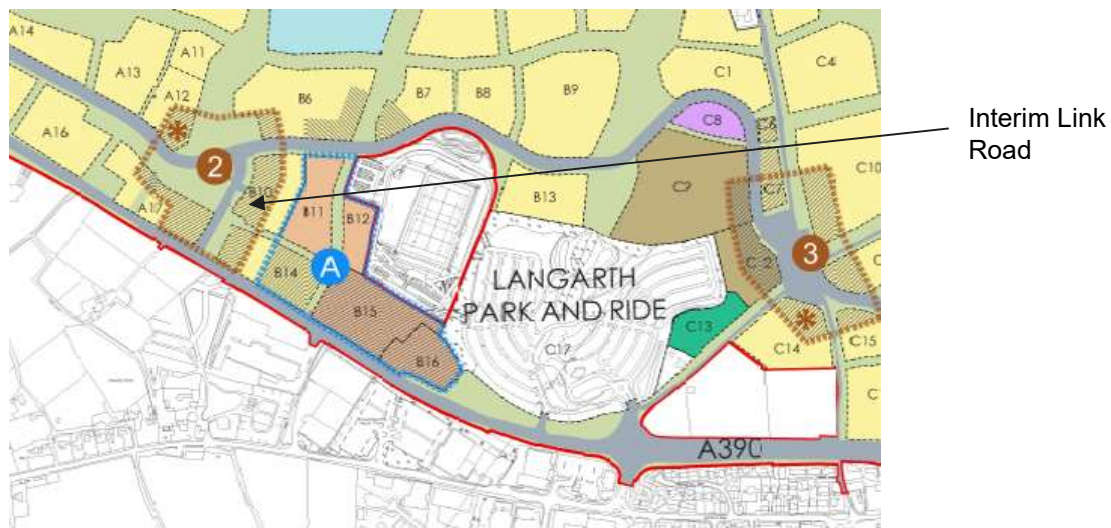 A14
A11
A13
A12
A16
A17
2
B10
B6
B7
B8
B9
B11
B12
A
B14
B15
B16
B13
LANGARTH
PARK AND RIDE
C17
C1
C4
C8
C10
C7
3
C13
C14
C15
A390
Interim Link
Road